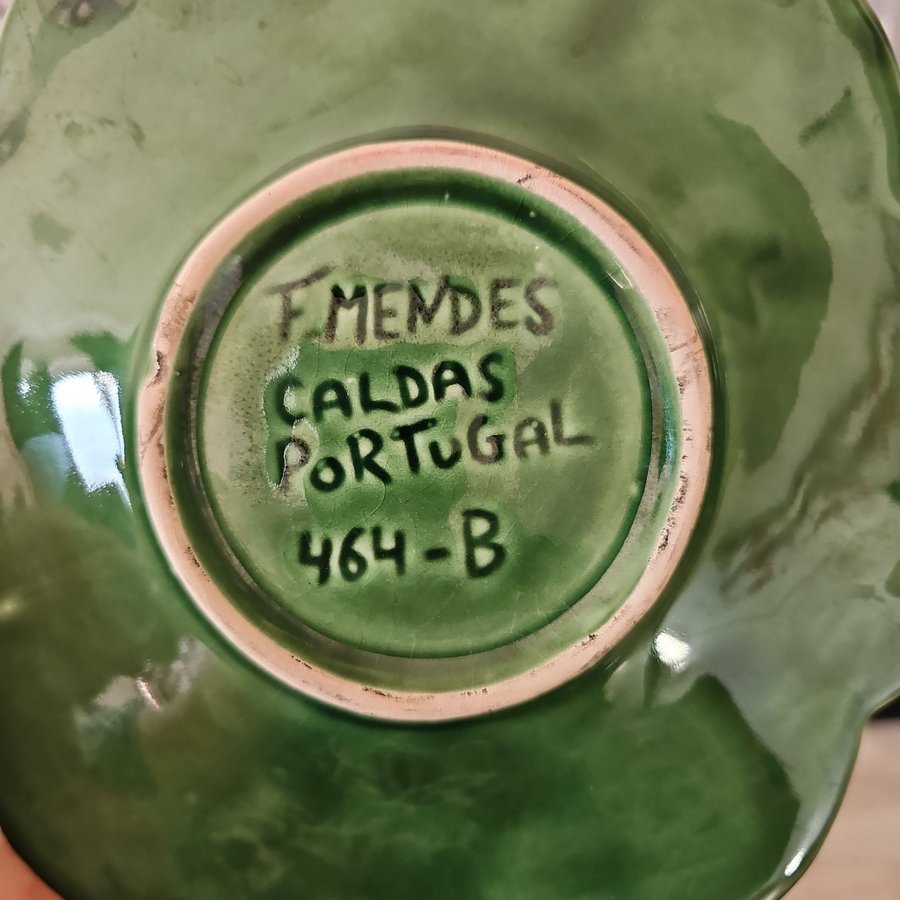 F. MENDES
CALDAS
PORTUGAL
464-B